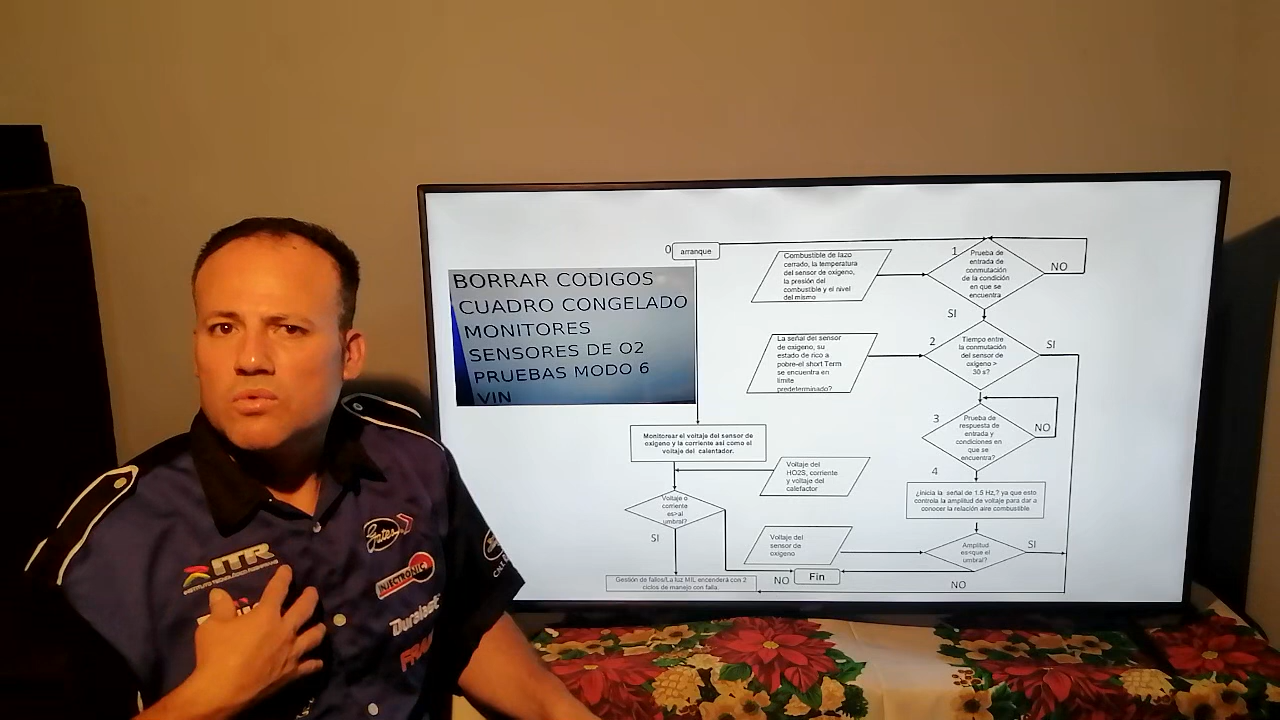 0
arranque
BORRAR CODIGOS
CUADRO CONGELADO
MONITORES
SENSORES DE O2
PRUEBAS MODO 6
VIN
Combustible de lazo
cerrado, la temperatura
del sensor de oxigeno,
la presión del
combustible y el nivel
del mismo
1
Prueba de
entrada de
conmutación
de la condición
en que se
encuentra
NO
SI
La señal del sensor
de oxigeno, su
estado de rico a
pobre-el short Term
se encuentra en
limite
predeterminado?
2
Tiempo entre
la conmutación
del sensor de
oxigeno >
30 s?
SI
3
Prueba de
respuesta de
entrada y
condiciones en
que se
encuentra?
NO
4
¿inicia la señal de 1.5 Hz,? ya que esto
controla la amplitud de voltaje para dar a
conocer la relación aire combustible
Monitorear el voltaje del sensor de
oxigeno y la corriente así como el
voltaje del calentador.
Voltaje del
HO2S, corriente
y voltaje del
calefactor
Voltaje o
corriente
es>al
umbral?
SI
NO
Voltaje del
sensor de
oxigeno
Amplitud
es<que el
umbral?
SI
NO
Fin
Gestión de fallos/La luz MIL encenderá con 2
ciclos de manejo con falla.
ITR
Gates
INJECTRONIC